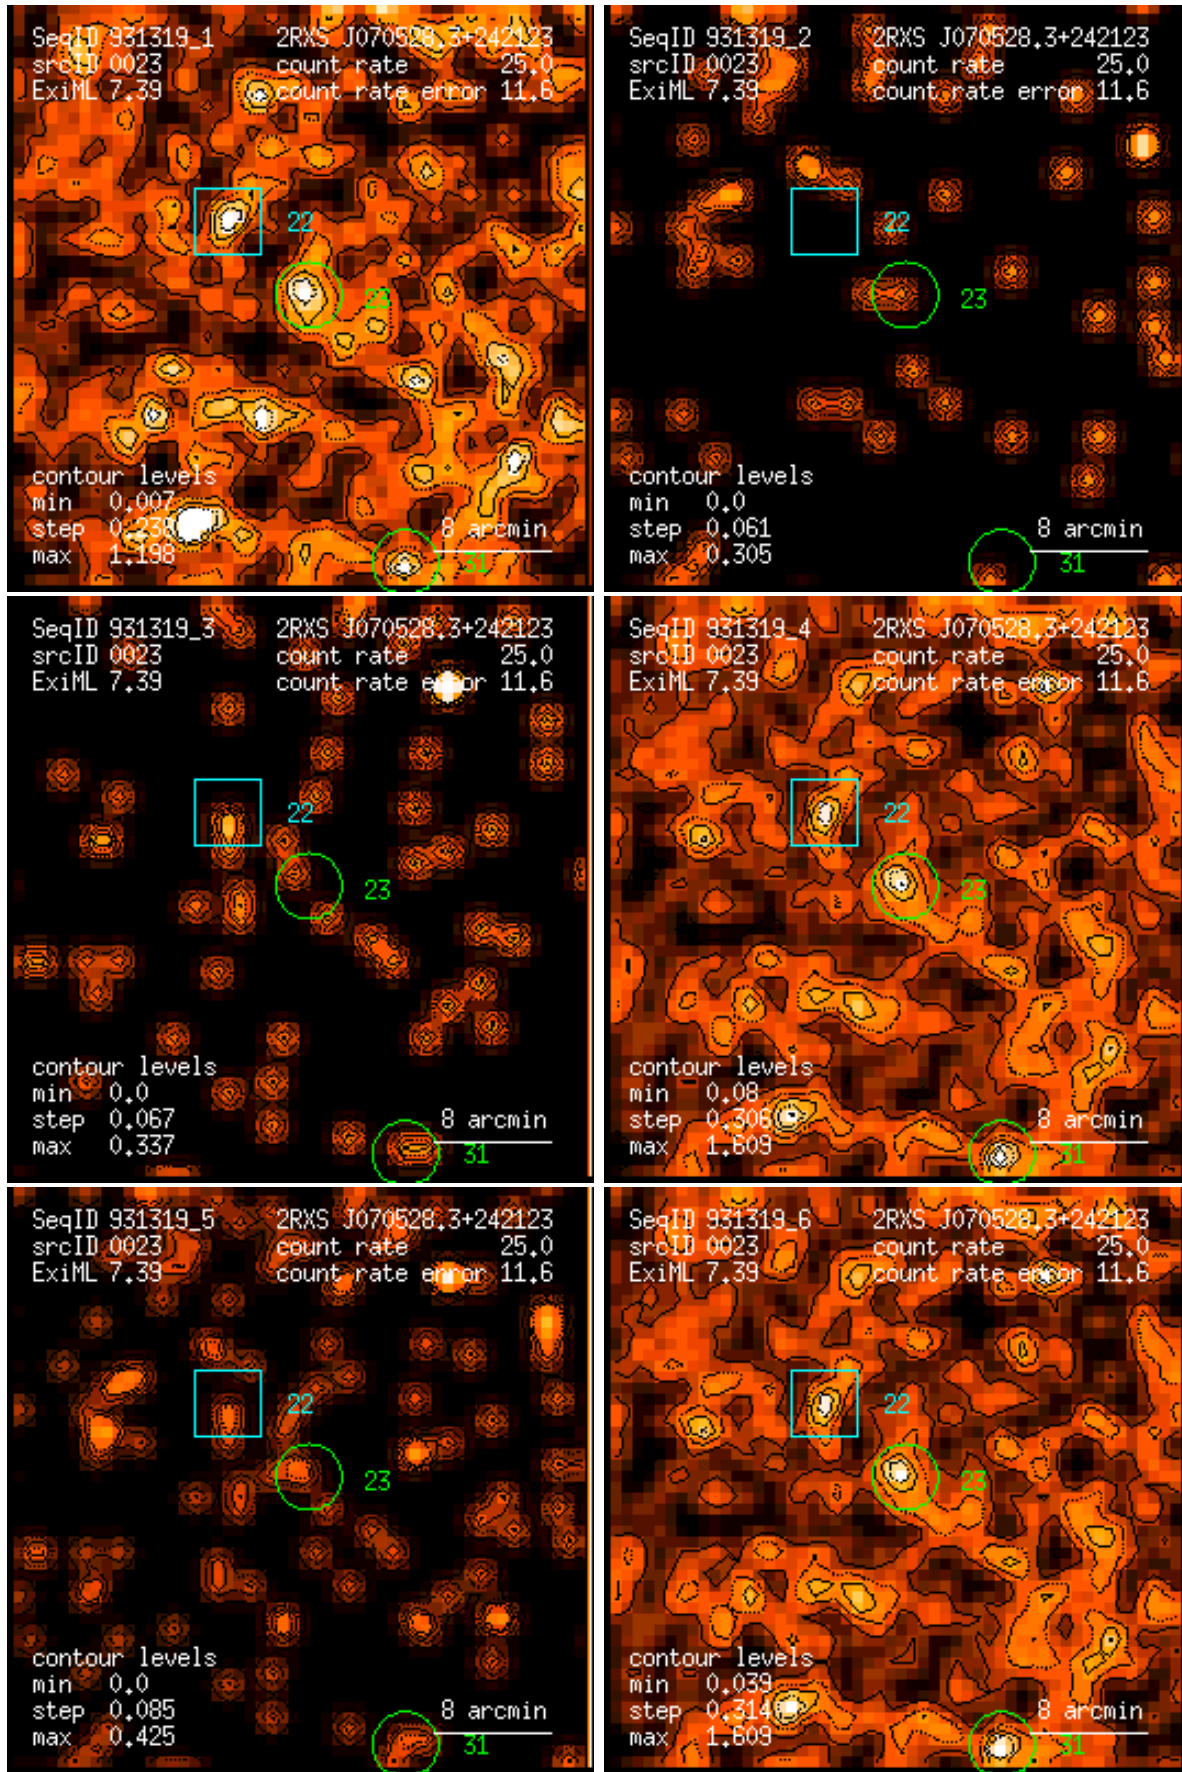 SeqID 931319_1 2RXS J070528.3+242123
srcID 0023 count rate 25.0
ExiML 7.39 count rate error 11.6
22
23
contour levels
min 0.007
step 0.238
max 1.198
8 arcmin
31
SeqID 931319_2 2RXS J070528.3+242123
srcID 0023 count rate 25.0
ExiML 7.39 count rate error 11.6
22
23
contour levels
min 0.0
step 0.061
max 0.305
8 arcmin
31
SeqID 931319_3 2RXS J070528.3+242123
srcID 0023 count rate 25.0
ExiML 7.39 count rate error 11.6
22
23
contour levels
min 0.0
step 0.067
max 0.337
8 arcmin
31
SeqID 931319_4 2RXS J070528.3+242123
srcID 0023 count rate 25.0
ExiML 7.39 count rate error 11.6
22
23
contour levels
min 0.08
step 0.306
max 1.609
8 arcmin
31
SeqID 931319_5 2RXS J070528.3+242123
srcID 0023 count rate 25.0
ExiML 7.39 count rate error 11.6
22
23
contour levels
min 0.0
step 0.085
max 0.425
8 arcmin
31
SeqID 931319_6 2RXS J070528.3+242123
srcID 0023 count rate 25.0
ExiML 7.39 count rate error 11.6
22
23
contour levels
min 0.039
step 0.314
max 1.609
8 arcmin
31